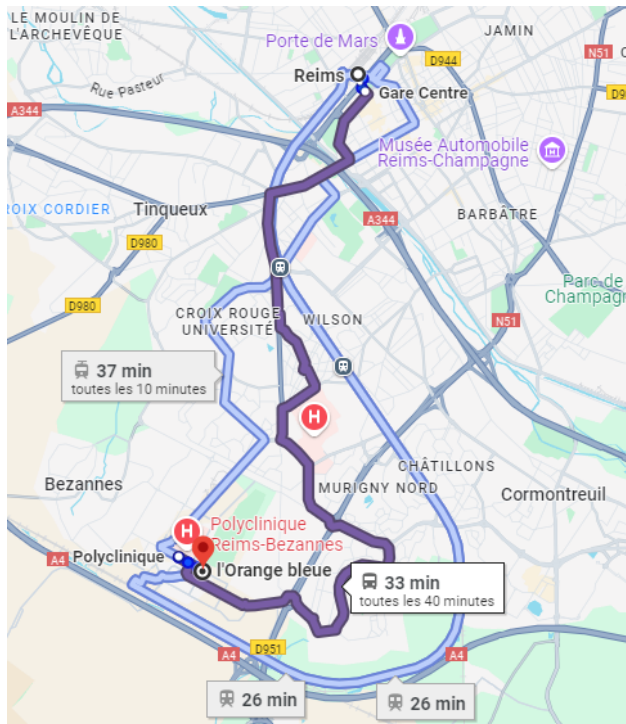 LE MOULIN DE
L'ARCHEVÊQUE
Porte de Mars
JAMIN
N51
Reims
D944
Rue Pasteur
Gare Centre
A344
Musée Automobile
Reims-Champagne
ROIX CORDIER
Tinqueux
BARBÂTRE
A344
D980
Parc de
Champagn
D980
CROIX ROUGE
UNIVERSITÉ
WILSON
N51
37 min
toutes les 10 minutes
H
CHÂTILLONS
Bezannes
MURIGNY NORD
Cormontreuil
H
Polyclinique
Reims-Bezannes
A4
Polyclinique
l'Orange bleue
33 min
toutes les 40 minutes
D951
A4
A4
26 min
26 min